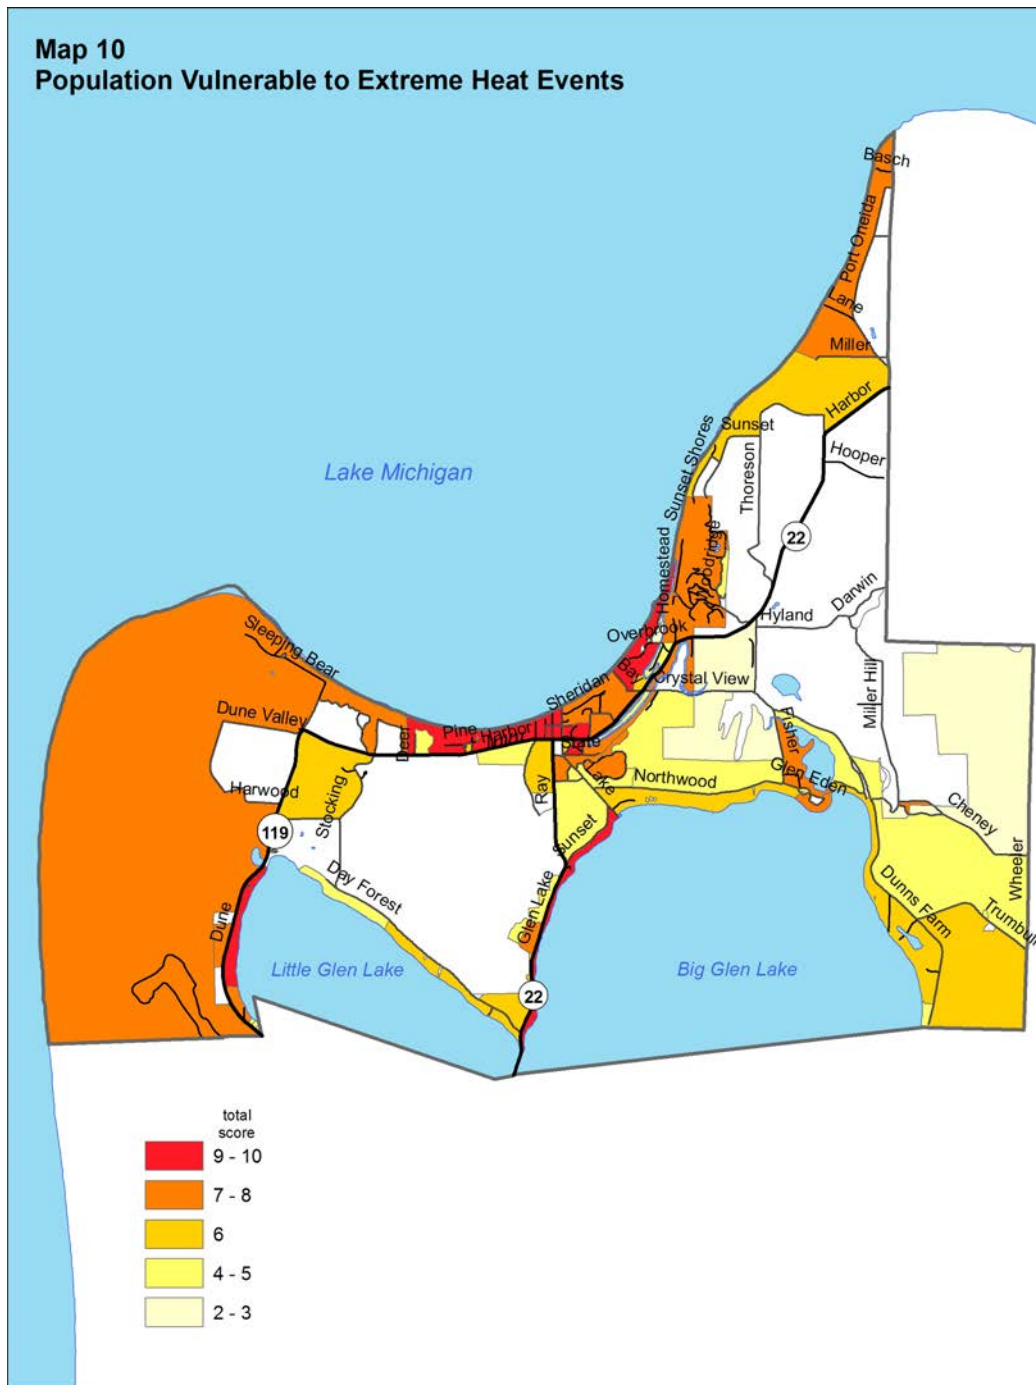 Map 10
Population Vulnerable to Extreme Heat Events
Basch
Port Oneida
Lane
Miller
Harbor
Sunset
Hooper
Sunset Shores
Thoreson
Lake Michigan
22
Woodridge
Homestead
Darwin
Hyland
Overbrook
Sleeping Bear
Bay
Crystal View
Sheridan
Miller Hill
Dune Valley
Deer
Pine
Harbor
Fisher
State
Harwood
Stocking
Ray
Lake
Northwood
Glen Eden
Cheney
119
Sunset
Wheeler
Day Forest
Dunns Farm
Dune
Glen Lake
Trumbull
Little Glen Lake
Big Glen Lake
22
total
score
9 - 10
7 - 8
6
4 - 5
2 - 3